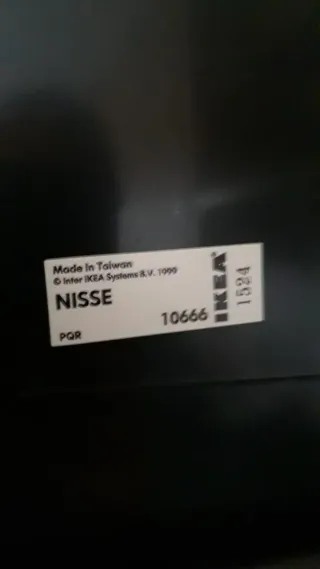 Made in Taiwan
© Inter IKEA Systems B.V. 1999
NISSE
10666
PQR
IKEA®
1524